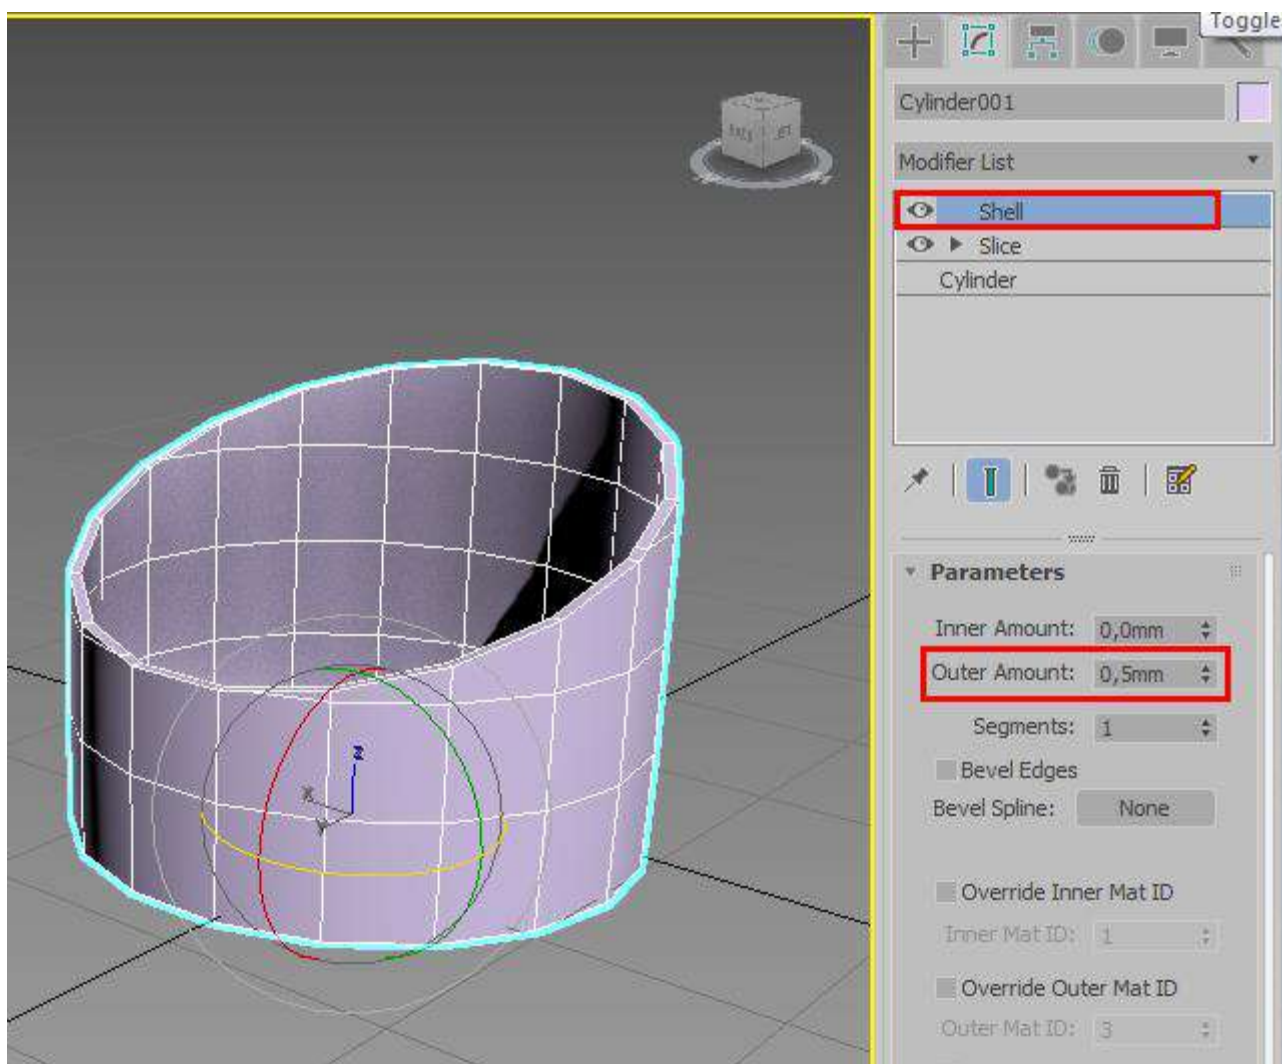 Toggle
Cylinder001
Modifier List
Shell
Slice
Cylinder
Parameters
Inner Amount: 0,0mm
Outer Amount: 0,5mm
Segments: 1
Bevel Edges
Bevel Spline: None
Override Inner Mat ID
Inner Mat ID: 1
Override Outer Mat ID
Outer Mat ID: 3
z
x
y